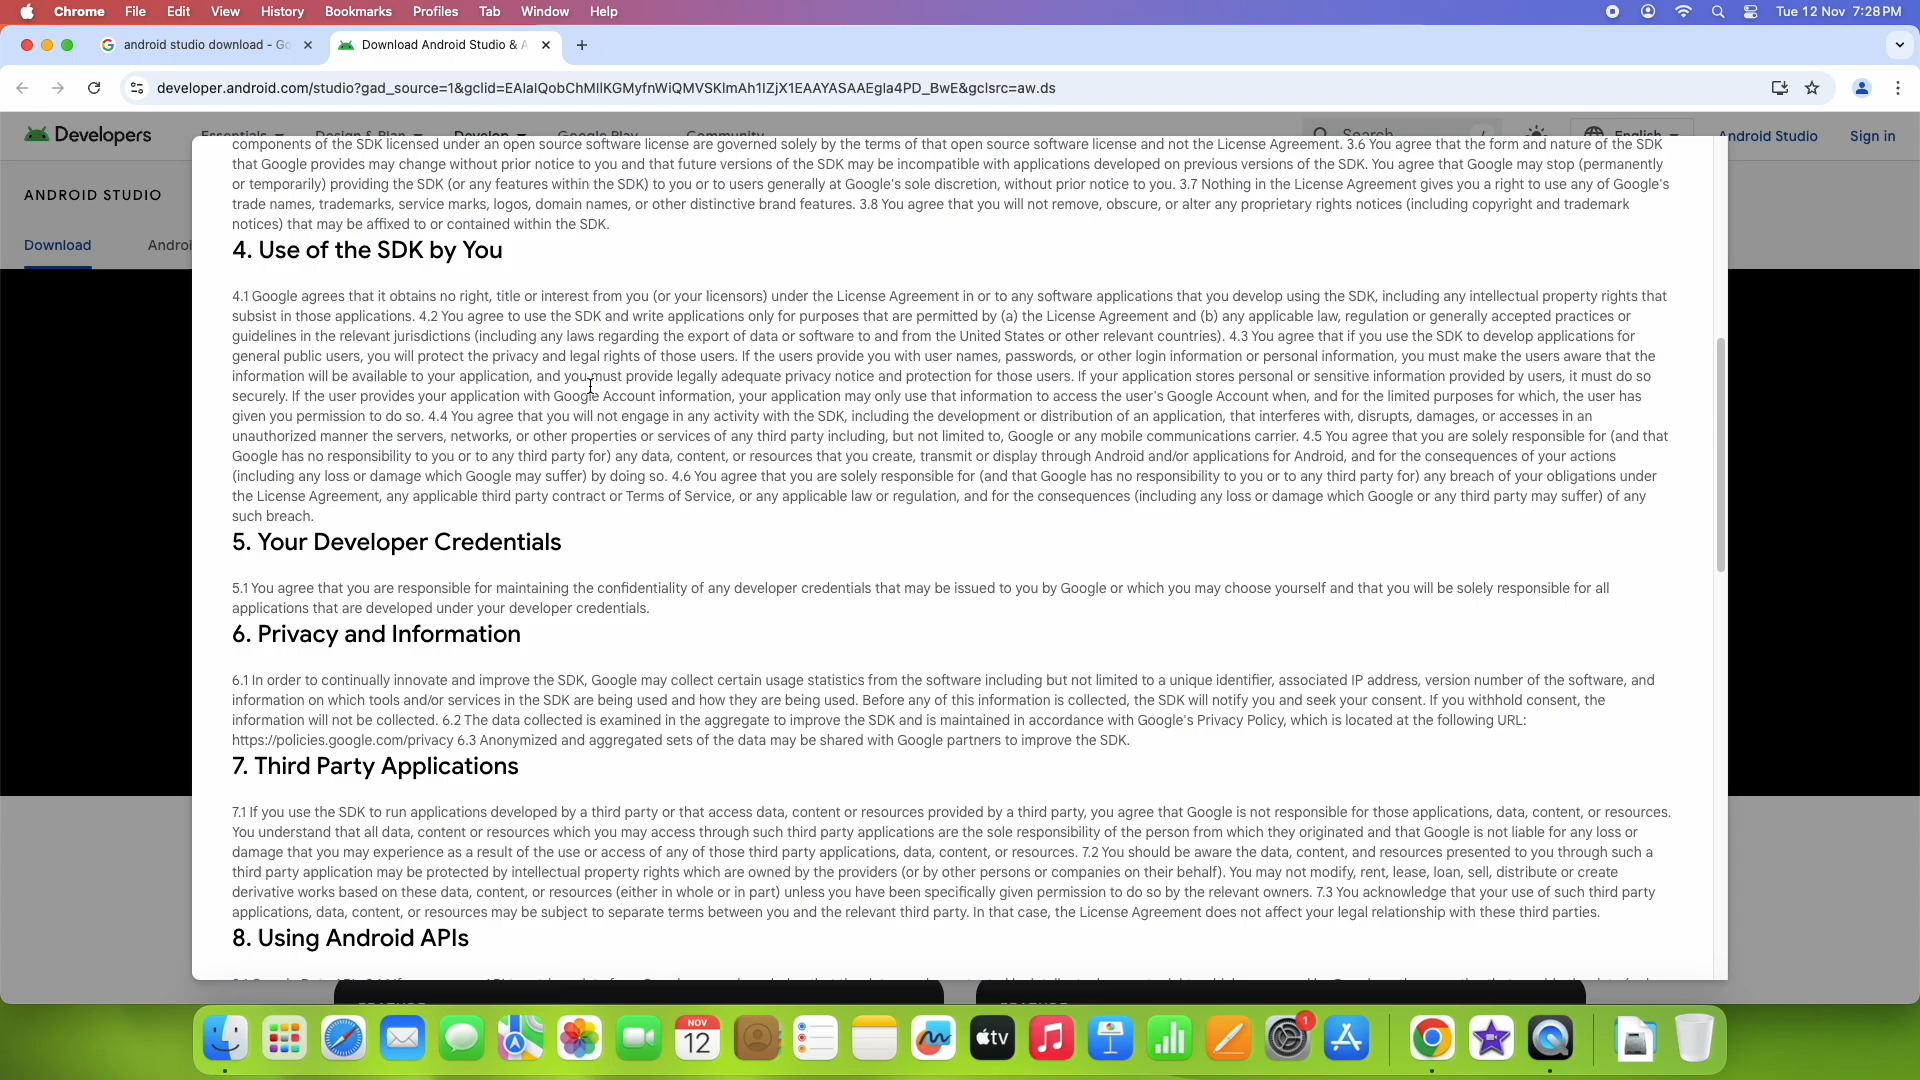 Chrome File Edit View History Bookmarks Profiles Tab Window Help Tue 12 Nov 7:28 PM
android studio download - Go Download Android Studio & A
developer.android.com/studio?gad_source=1&gclid=EAIaIQobChMIlKGMyfnWiQMVSKlmAh1IZjX1EAAYASAAEgIa4PD_BwE&gclsrc=aw.ds
Developers Essentials Design & Plan Develop Google Play Community Search / English Android Studio Sign in
ANDROID STUDIO
Download Androi
components of the SDK licensed under an open source software license are governed solely by the terms of that open source software license and not the License Agreement. 3.6 You agree that the form and nature of the SDK
that Google provides may change without prior notice to you and that future versions of the SDK may be incompatible with applications developed on previous versions of the SDK. You agree that Google may stop (permanently
or temporarily) providing the SDK (or any features within the SDK) to you or to users generally at Google's sole discretion, without prior notice to you. 3.7 Nothing in the License Agreement gives you a right to use any of Google's
trade names, trademarks, service marks, logos, domain names, or other distinctive brand features. 3.8 You agree that you will not remove, obscure, or alter any proprietary rights notices (including copyright and trademark
notices) that may be affixed to or contained within the SDK.
4. Use of the SDK by You
4.1 Google agrees that it obtains no right, title or interest from you (or your licensors) under the License Agreement in or to any software applications that you develop using the SDK, including any intellectual property rights that
subsist in those applications. 4.2 You agree to use the SDK and write applications only for purposes that are permitted by (a) the License Agreement and (b) any applicable law, regulation or generally accepted practices or
guidelines in the relevant jurisdictions (including any laws regarding the export of data or software to and from the United States or other relevant countries). 4.3 You agree that if you use the SDK to develop applications for
general public users, you will protect the privacy and legal rights of those users. If the users provide you with user names, passwords, or other login information or personal information, you must make the users aware that the
information will be available to your application, and you must provide legally adequate privacy notice and protection for those users. If your application stores personal or sensitive information provided by users, it must do so
securely. If the user provides your application with Google Account information, your application may only use that information to access the user's Google Account when, and for the limited purposes for which, the user has
given you permission to do so. 4.4 You agree that you will not engage in any activity with the SDK, including the development or distribution of an application, that interferes with, disrupts, damages, or accesses in an
unauthorized manner the servers, networks, or other properties or services of any third party including, but not limited to, Google or any mobile communications carrier. 4.5 You agree that you are solely responsible for (and that
Google has no responsibility to you or to any third party for) any data, content, or resources that you create, transmit or display through Android and/or applications for Android, and for the consequences of your actions
(including any loss or damage which Google may suffer) by doing so. 4.6 You agree that you are solely responsible for (and that Google has no responsibility to you or to any third party for) any breach of your obligations under
the License Agreement, any applicable third party contract or Terms of Service, or any applicable law or regulation, and for the consequences (including any loss or damage which Google or any third party may suffer) of any
such breach.
5. Your Developer Credentials
5.1 You agree that you are responsible for maintaining the confidentiality of any developer credentials that may be issued to you by Google or which you may choose yourself and that you will be solely responsible for all
applications that are developed under your developer credentials.
6. Privacy and Information
6.1 In order to continually innovate and improve the SDK, Google may collect certain usage statistics from the software including but not limited to a unique identifier, associated IP address, version number of the software, and
information on which tools and/or services in the SDK are being used and how they are being used. Before any of this information is collected, the SDK will notify you and seek your consent. If you withhold consent, the
information will not be collected. 6.2 The data collected is examined in the aggregate to improve the SDK and is maintained in accordance with Google's Privacy Policy, which is located at the following URL:
https://policies.google.com/privacy 6.3 Anonymized and aggregated sets of the data may be shared with Google partners to improve the SDK.
7. Third Party Applications
7.1 If you use the SDK to run applications developed by a third party or that access data, content or resources provided by a third party, you agree that Google is not responsible for those applications, data, content, or resources.
You understand that all data, content or resources which you may access through such third party applications are the sole responsibility of the person from which they originated and that Google is not liable for any loss or
damage that you may experience as a result of the use or access of any of those third party applications, data, content, or resources. 7.2 You should be aware the data, content, and resources presented to you through such a
third party application may be protected by intellectual property rights which are owned by the providers (or by other persons or companies on their behalf). You may not modify, rent, lease, loan, sell, distribute or create
derivative works based on these data, content, or resources (either in whole or in part) unless you have been specifically given permission to do so by the relevant owners. 7.3 You acknowledge that your use of such third party
applications, data, content, or resources may be subject to separate terms between you and the relevant third party. In that case, the License Agreement does not affect your legal relationship with these third parties.
8. Using Android APIs
NOV
12
tv
1